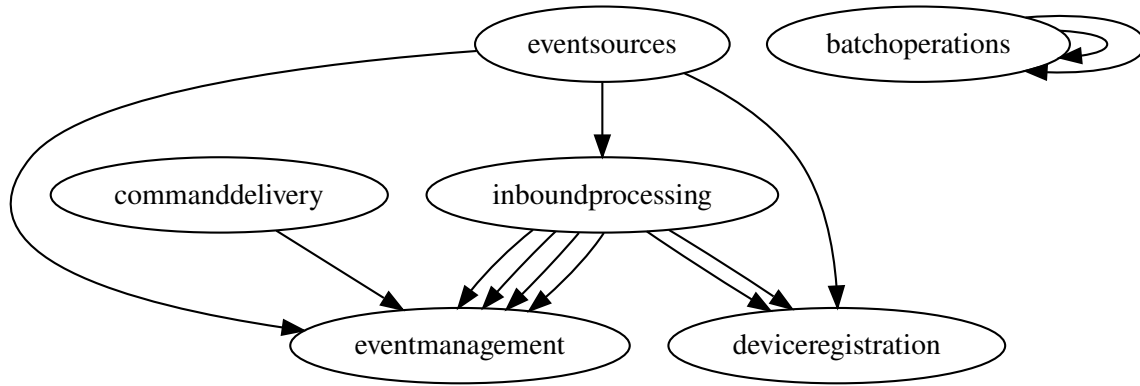 eventsources
batchoperations
commanddelivery
inboundprocessing
eventmanagement
deviceregistration